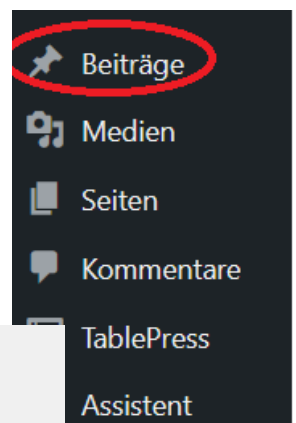 Beiträge
Medien
Seiten
Kommentare
TablePress
Assistent